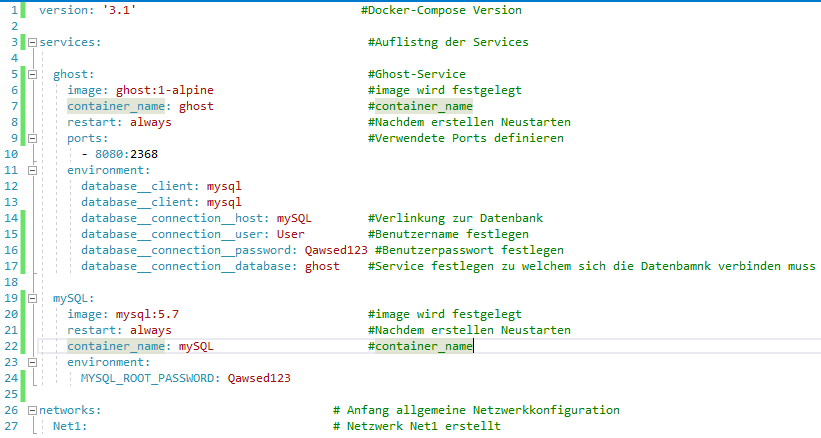 1 version: '3.1' #Docker-Compose Version
2
3 services: #Auflistng der Services
4
5 ghost: #Ghost-Service
6 image: ghost:1-alpine #image wird festgelegt
7 container_name: ghost #container_name
8 restart: always #Nachdem erstellen Neustarten
9 ports: #Verwendete Ports definieren
10 - 8080:2368
11 environment:
12 database__client: mysql
13 database__client: mysql
14 database__connection__host: mySQL #Verlinkung zur Datenbank
15 database__connection__user: User #Benutzername festlegen
16 database__connection__password: Qawsed123 #Benutzerpasswort festlegen
17 database__connection__database: ghost #Service festlegen zu welchem sich die Datenbamnk verbinden muss
18
19 mySQL:
20 image: mysql:5.7 #image wird festgelegt
21 restart: always #Nachdem erstellen Neustarten
22 container_name: mySQL #container_name
23 environment:
24 MYSQL_ROOT_PASSWORD: Qawsed123
25
26 networks: # Anfang allgemeine Netzwerkkonfiguration
27 Net1: # Netzwerk Net1 erstellt